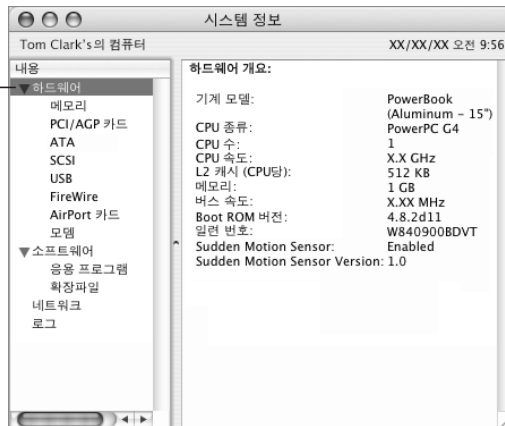 시스템 정보
Tom Clark's의 컴퓨터 XX/XX/XX 오전 9:56
내용
하드웨어
메모리
PCI/AGP 카드
ATA
SCSI
USB
FireWire
AirPort 카드
모뎀
소프트웨어
응용 프로그램
확장파일
네트워크
로그
하드웨어 개요:
기계 모델: PowerBook
(Aluminum – 15")
CPU 종류: PowerPC G4
CPU 수: 1
CPU 속도: X.X GHz
L2 캐시 (CPU당): 512 KB
메모리: 1 GB
버스 속도: X.XX MHz
Boot ROM 버전: 4.8.2d11
일련 번호: W840900BDVT
Sudden Motion Sensor: Enabled
Sudden Motion Sensor Version: 1.0